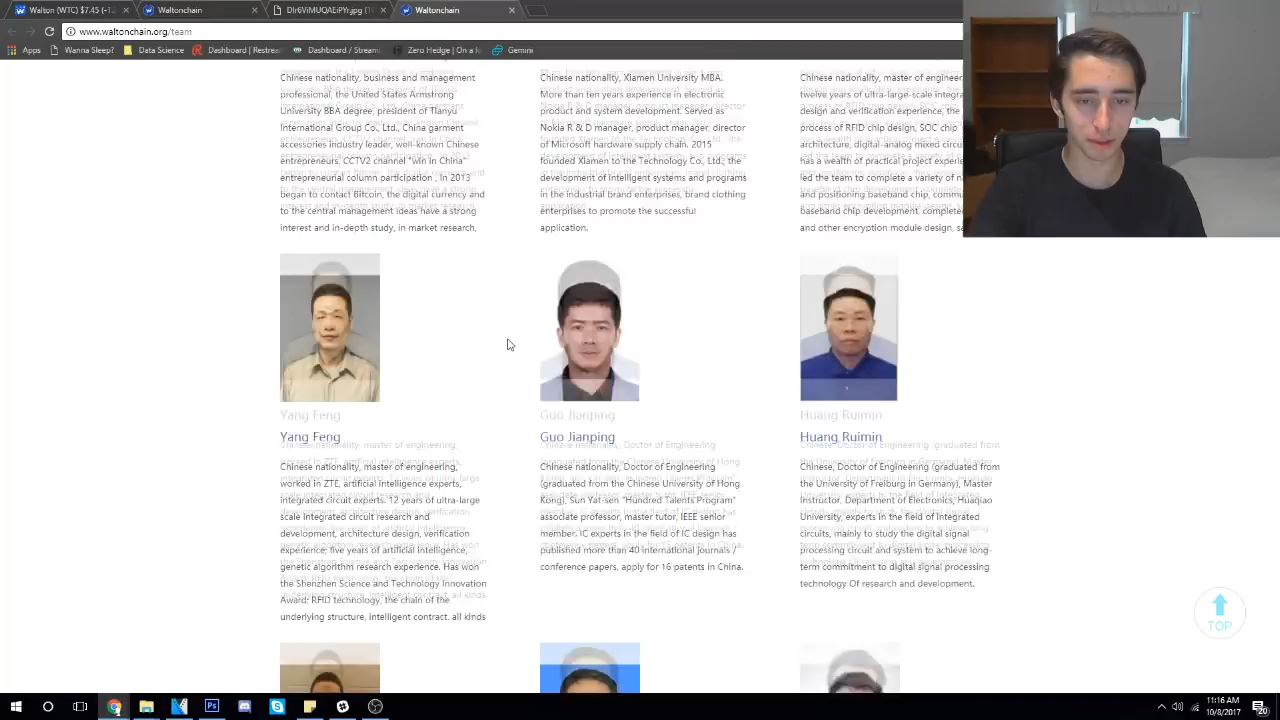 Walton (WTC) $7.45 (-12.
Waltonchain
DIr6ViMUQAEiPYr.jpg (1
Waltonchain
www.waltonchain.org/team
Apps
Wanna Sleep?
Data Science
Dashboard | Restrea
Dashboard / Stream
Zero Hedge | On a lo
Gemini
Chinese nationality, business and management
professional, the United States Armstrong
University BBA degree, president of Tianyu
International Group Co., Ltd., China garment
accessories industry leader, well-known Chinese
entrepreneurs, CCTV2 channel "win in China"
entrepreneurial column participation , In 2013
began to contact Bitcoin, the digital currency and
to the central management ideas have a strong
interest and in-depth study, in market research,
Chinese nationality, Xiamen University MBA.
More than ten years experience in electronic
product and system development. Served as
Nokia R & D manager, product manager, director
of Microsoft hardware supply chain. 2015
founded Xiamen IOT Technology Co., Ltd., the
development of intelligent systems and programs
in the industrial brand enterprises, brand clothing
enterprises to promote the successful
application.
Chinese nationality, master of engineer
twelve years of ultra-large-scale integra
design and verification experience, the
process of RFID chip design, SOC chip
architecture, digital-analog mixed circu
has a wealth of practical project experie
led the team to complete a variety of na
and positioning baseband chip, commu
baseband chip development, completed
and other encryption module design, sa
Yang Feng
Yang Feng
Chinese nationality, master of engineering,
worked in ZTE, artificial intelligence experts,
integrated circuit experts. 12 years of ultra-large
scale integrated circuit research and
development, architecture design, verification
experience; five years of artificial intelligence,
genetic algorithm research experience. Has won
the Shenzhen Science and Technology Innovation
Award; RFID technology, the chain of the
underlying structure, intelligent contract. all kinds
Guo Jianping
Guo Jianping
Chinese nationality, Doctor of Engineering
(graduated from the Chinese University of Hong
Kong), Sun Yat-sen "Hundred Talents Program"
associate professor, master tutor, IEEE senior
member. IC experts in the field of IC design has
published more than 40 international journals /
conference papers, apply for 16 patents in China.
Huang Ruimin
Huang Ruimin
Chinese, Doctor of Engineering (graduated from
the University of Freiburg in Germany), Master
Instructor, Department of Electronics, Huaqiao
University, experts in the field of integrated
circuits, mainly to study the digital signal
processing circuit and system to achieve long-
term commitment to digital signal processing
technology Of research and development.
TOP
11:16 AM
10/8/2017
20